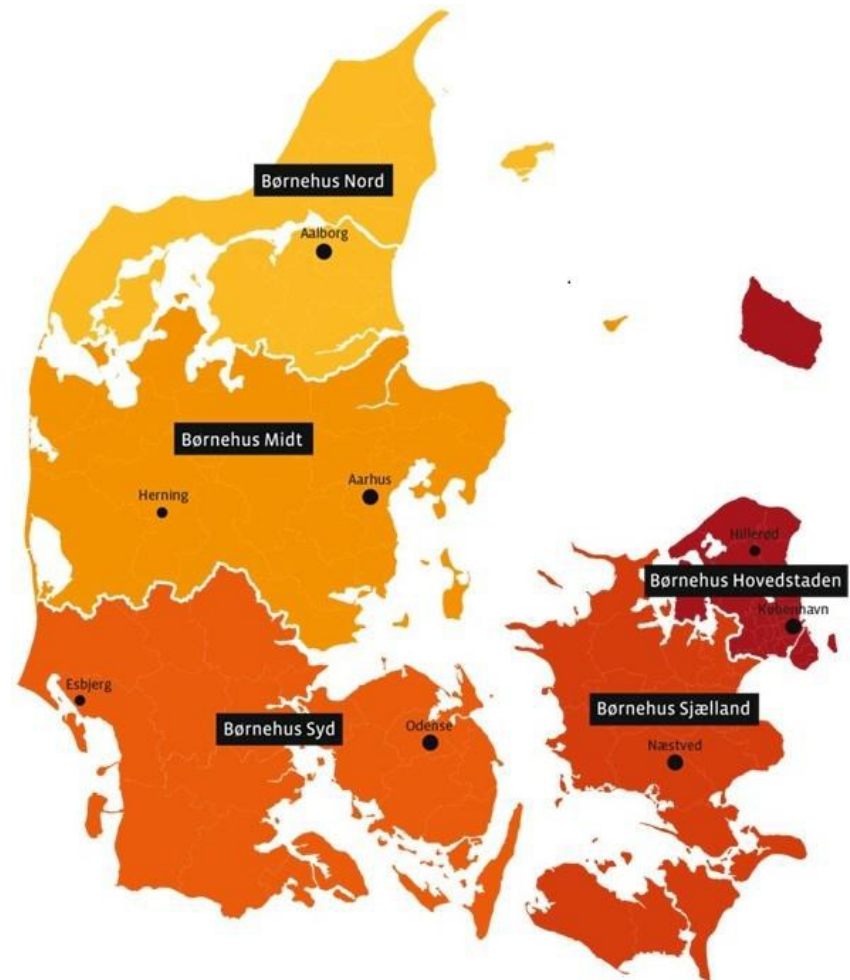 Børnehus Nord
Aalborg
Børnehus Midt
Aarhus
Herning
Hillerød
Børnehus Hovedstaden
København
Esbjerg
Børnehus Syd
Odense
Børnehus Sjælland
Næstved